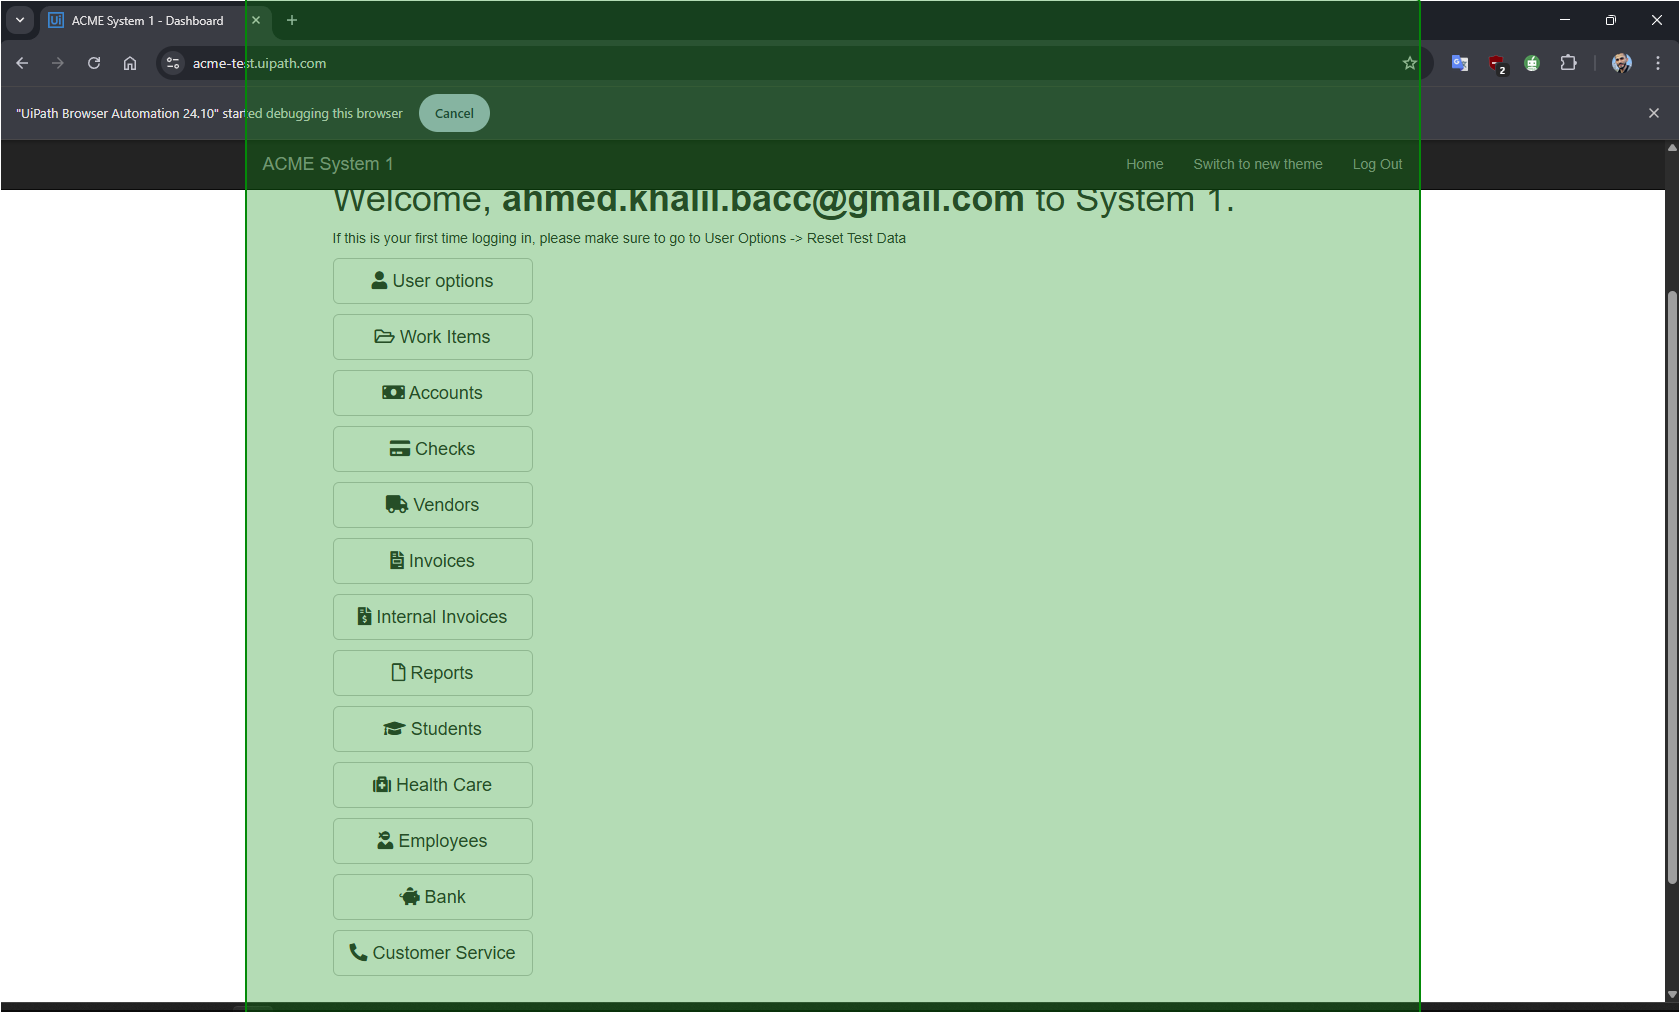 ACME System 1 - Dashboard
acme-test.uipath.com
2
"UiPath Browser Automation 24.10" started debugging this browser
Cancel
ACME System 1
Home
Switch to new theme
Log Out
Welcome, ahmed.khalil.bacc@gmail.com to System 1.
If this is your first time logging in, please make sure to go to User Options -> Reset Test Data
User options
Work Items
Accounts
Checks
Vendors
Invoices
Internal Invoices
Reports
Students
Health Care
Employees
Bank
Customer Service